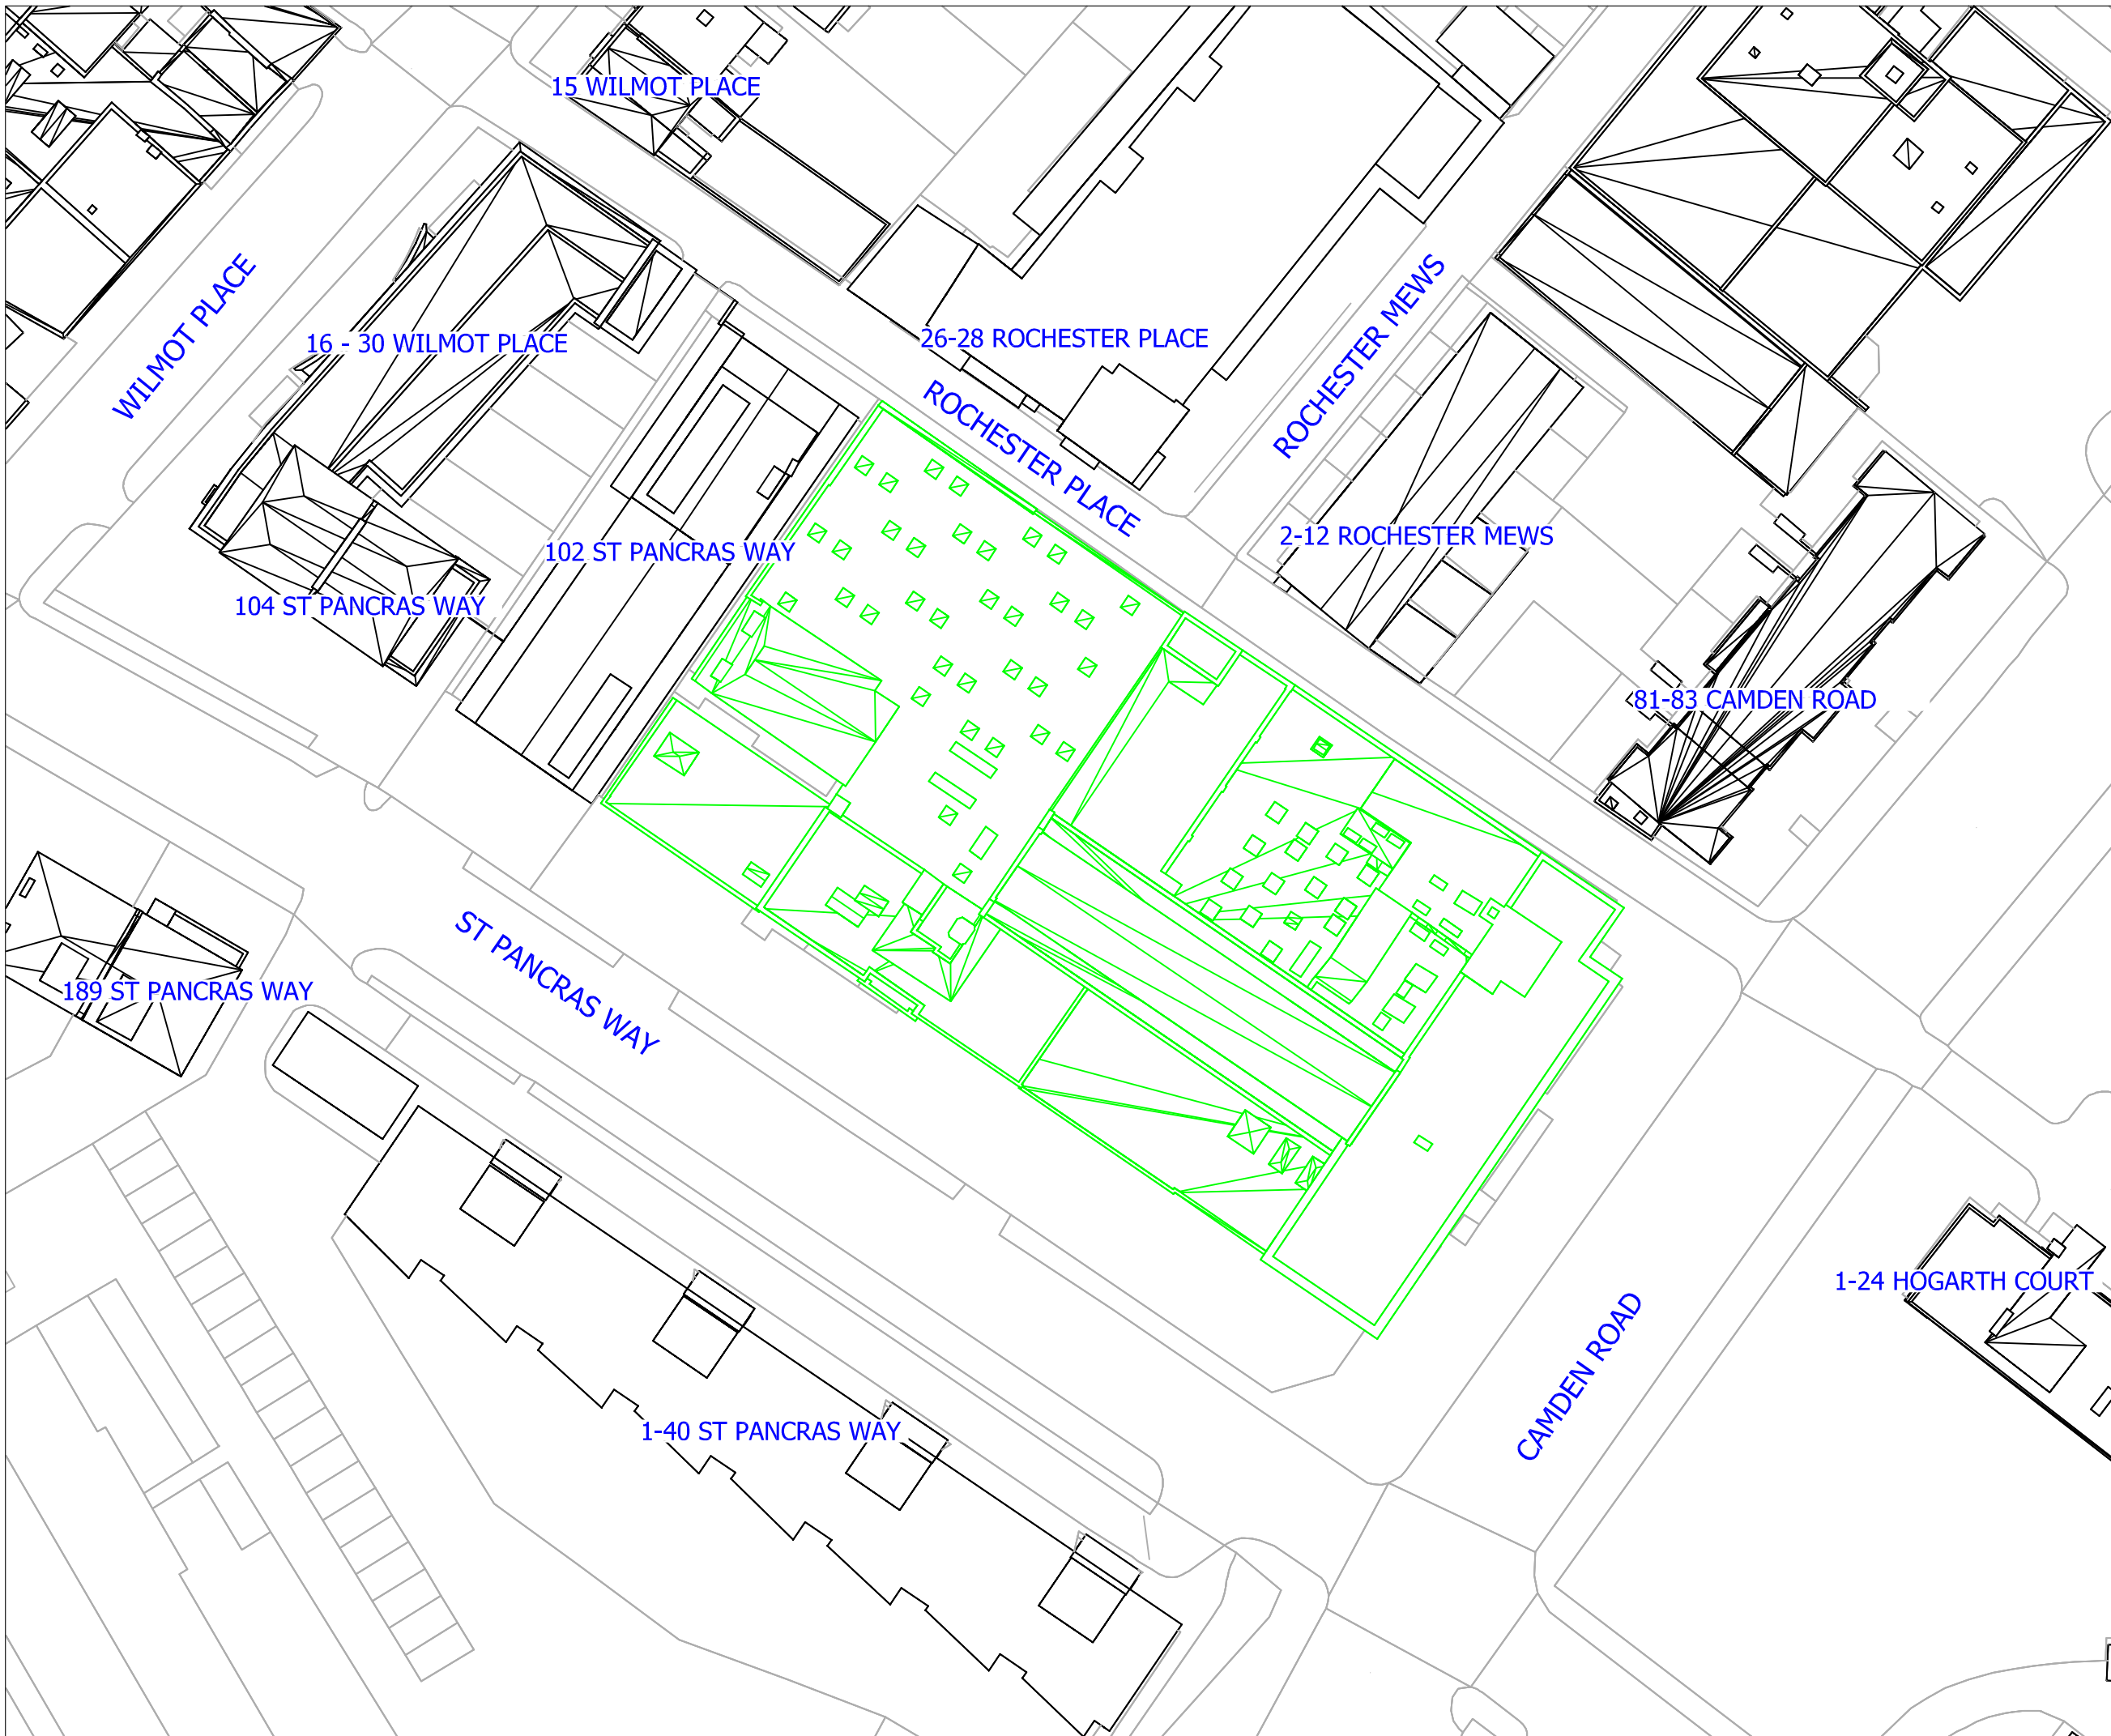 15 WILMOT PLACE
WILMOT PLACE
16 - 30 WILMOT PLACE
26-28 ROCHESTER PLACE
ROCHESTER MEWS
ROCHESTER PLACE
102 ST PANCRAS WAY
2-12 ROCHESTER MEWS
104 ST PANCRAS WAY
81-83 CAMDEN ROAD
ST PANCRAS WAY
189 ST PANCRAS WAY
1-24 HOGARTH COURT
CAMDEN ROAD
1-40 ST PANCRAS WAY